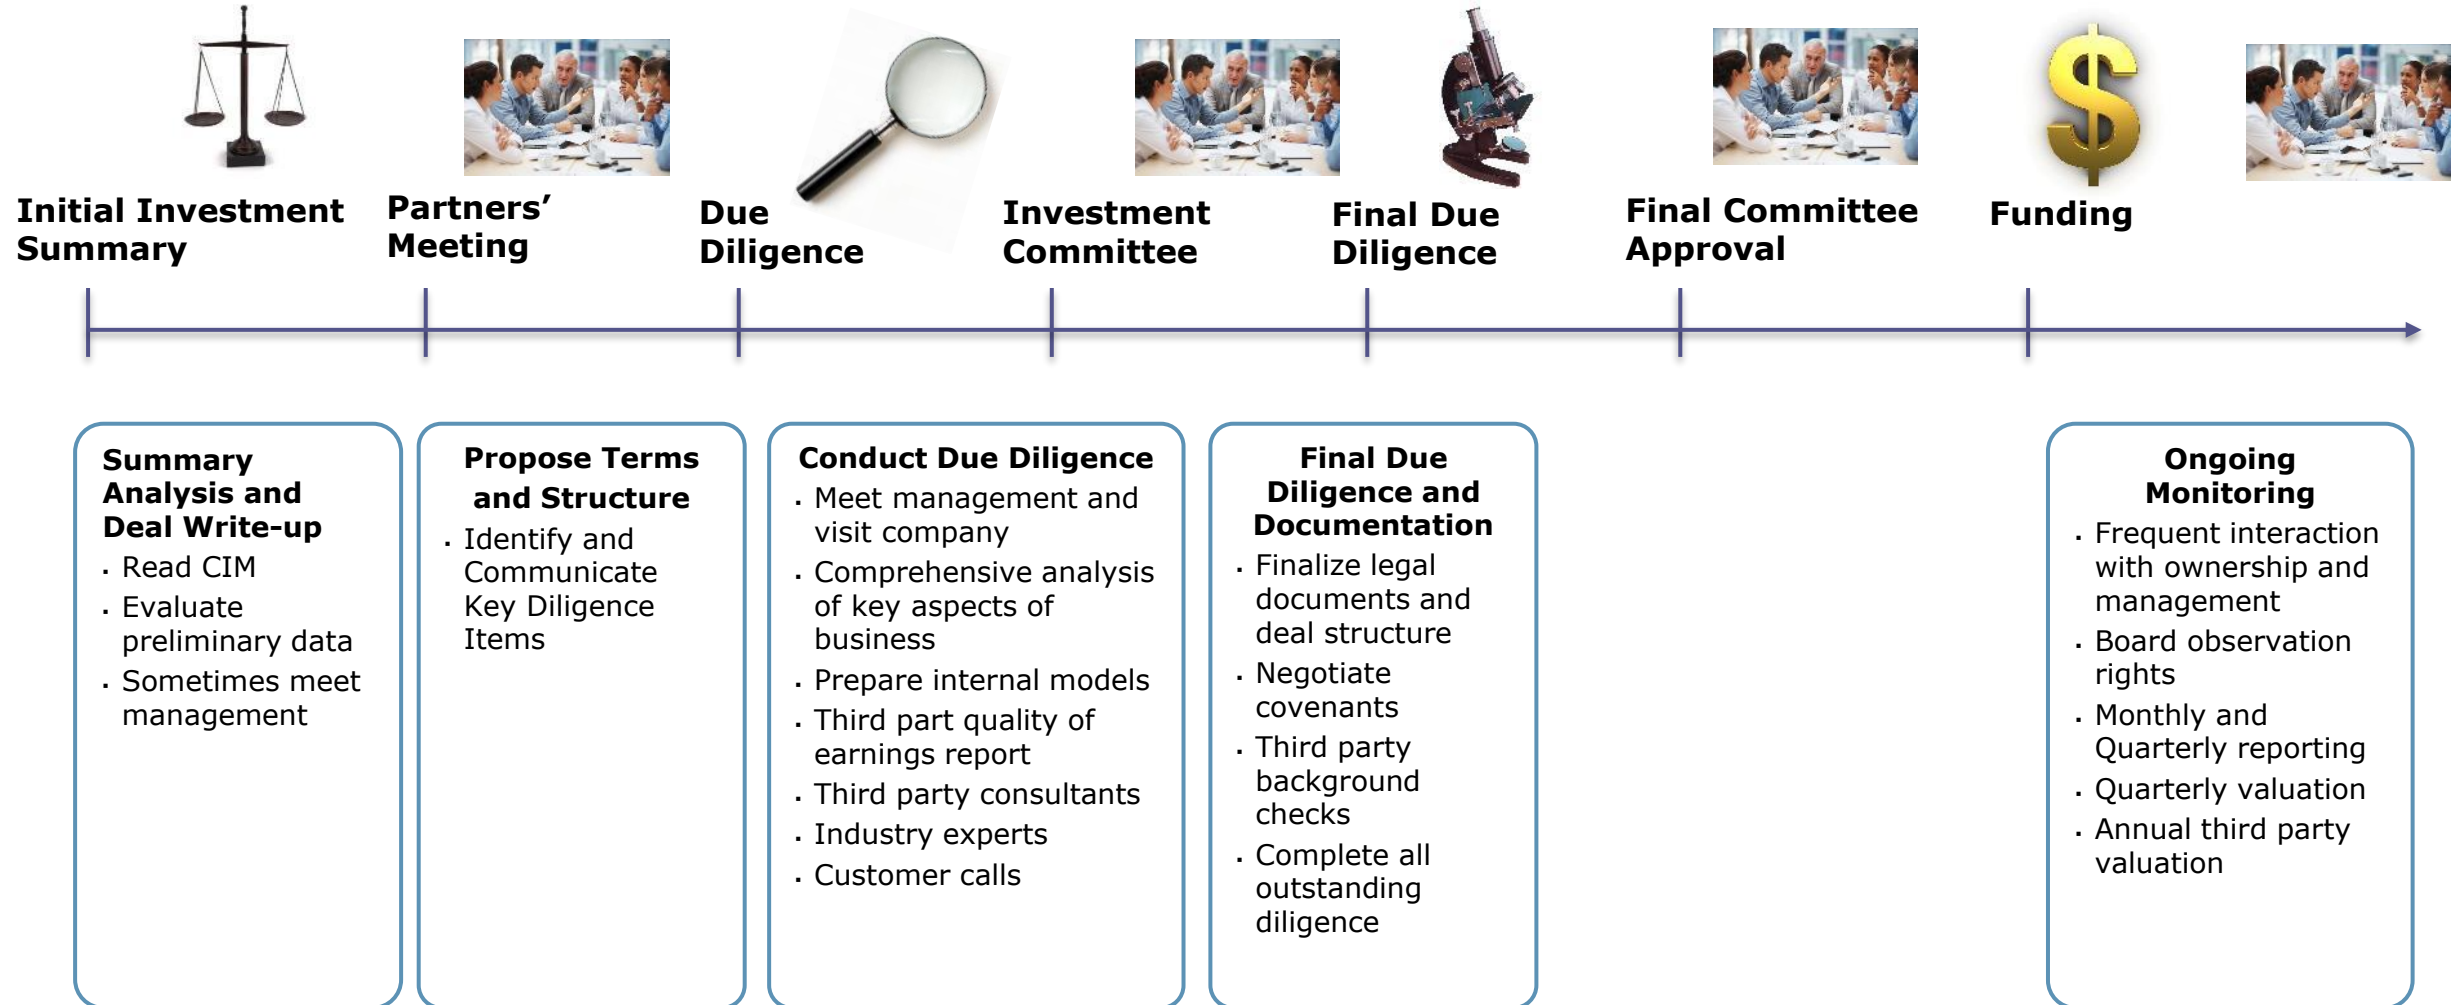 Initial Investment
Summary
Partners’
Meeting
Due
Diligence
Investment
Committee
Final Due
Diligence
Final Committee
Approval
Funding
Summary
Analysis and
Deal Write-up
▪ Read CIM
▪ Evaluate
preliminary data
▪ Sometimes meet
management
Propose Terms
and Structure
▪ Identify and
Communicate
Key Diligence
Items
Conduct Due Diligence
▪ Meet management and
visit company
▪ Comprehensive analysis
of key aspects of
business
▪ Prepare internal models
▪ Third part quality of
earnings report
▪ Third party consultants
▪ Industry experts
▪ Customer calls
Final Due
Diligence and
Documentation
▪ Finalize legal
documents and
deal structure
▪ Negotiate
covenants
▪ Third party
background
checks
▪ Complete all
outstanding
diligence
Ongoing
Monitoring
▪ Frequent interaction
with ownership and
management
▪ Board observation
rights
▪ Monthly and
Quarterly reporting
▪ Quarterly valuation
▪ Annual third party
valuation